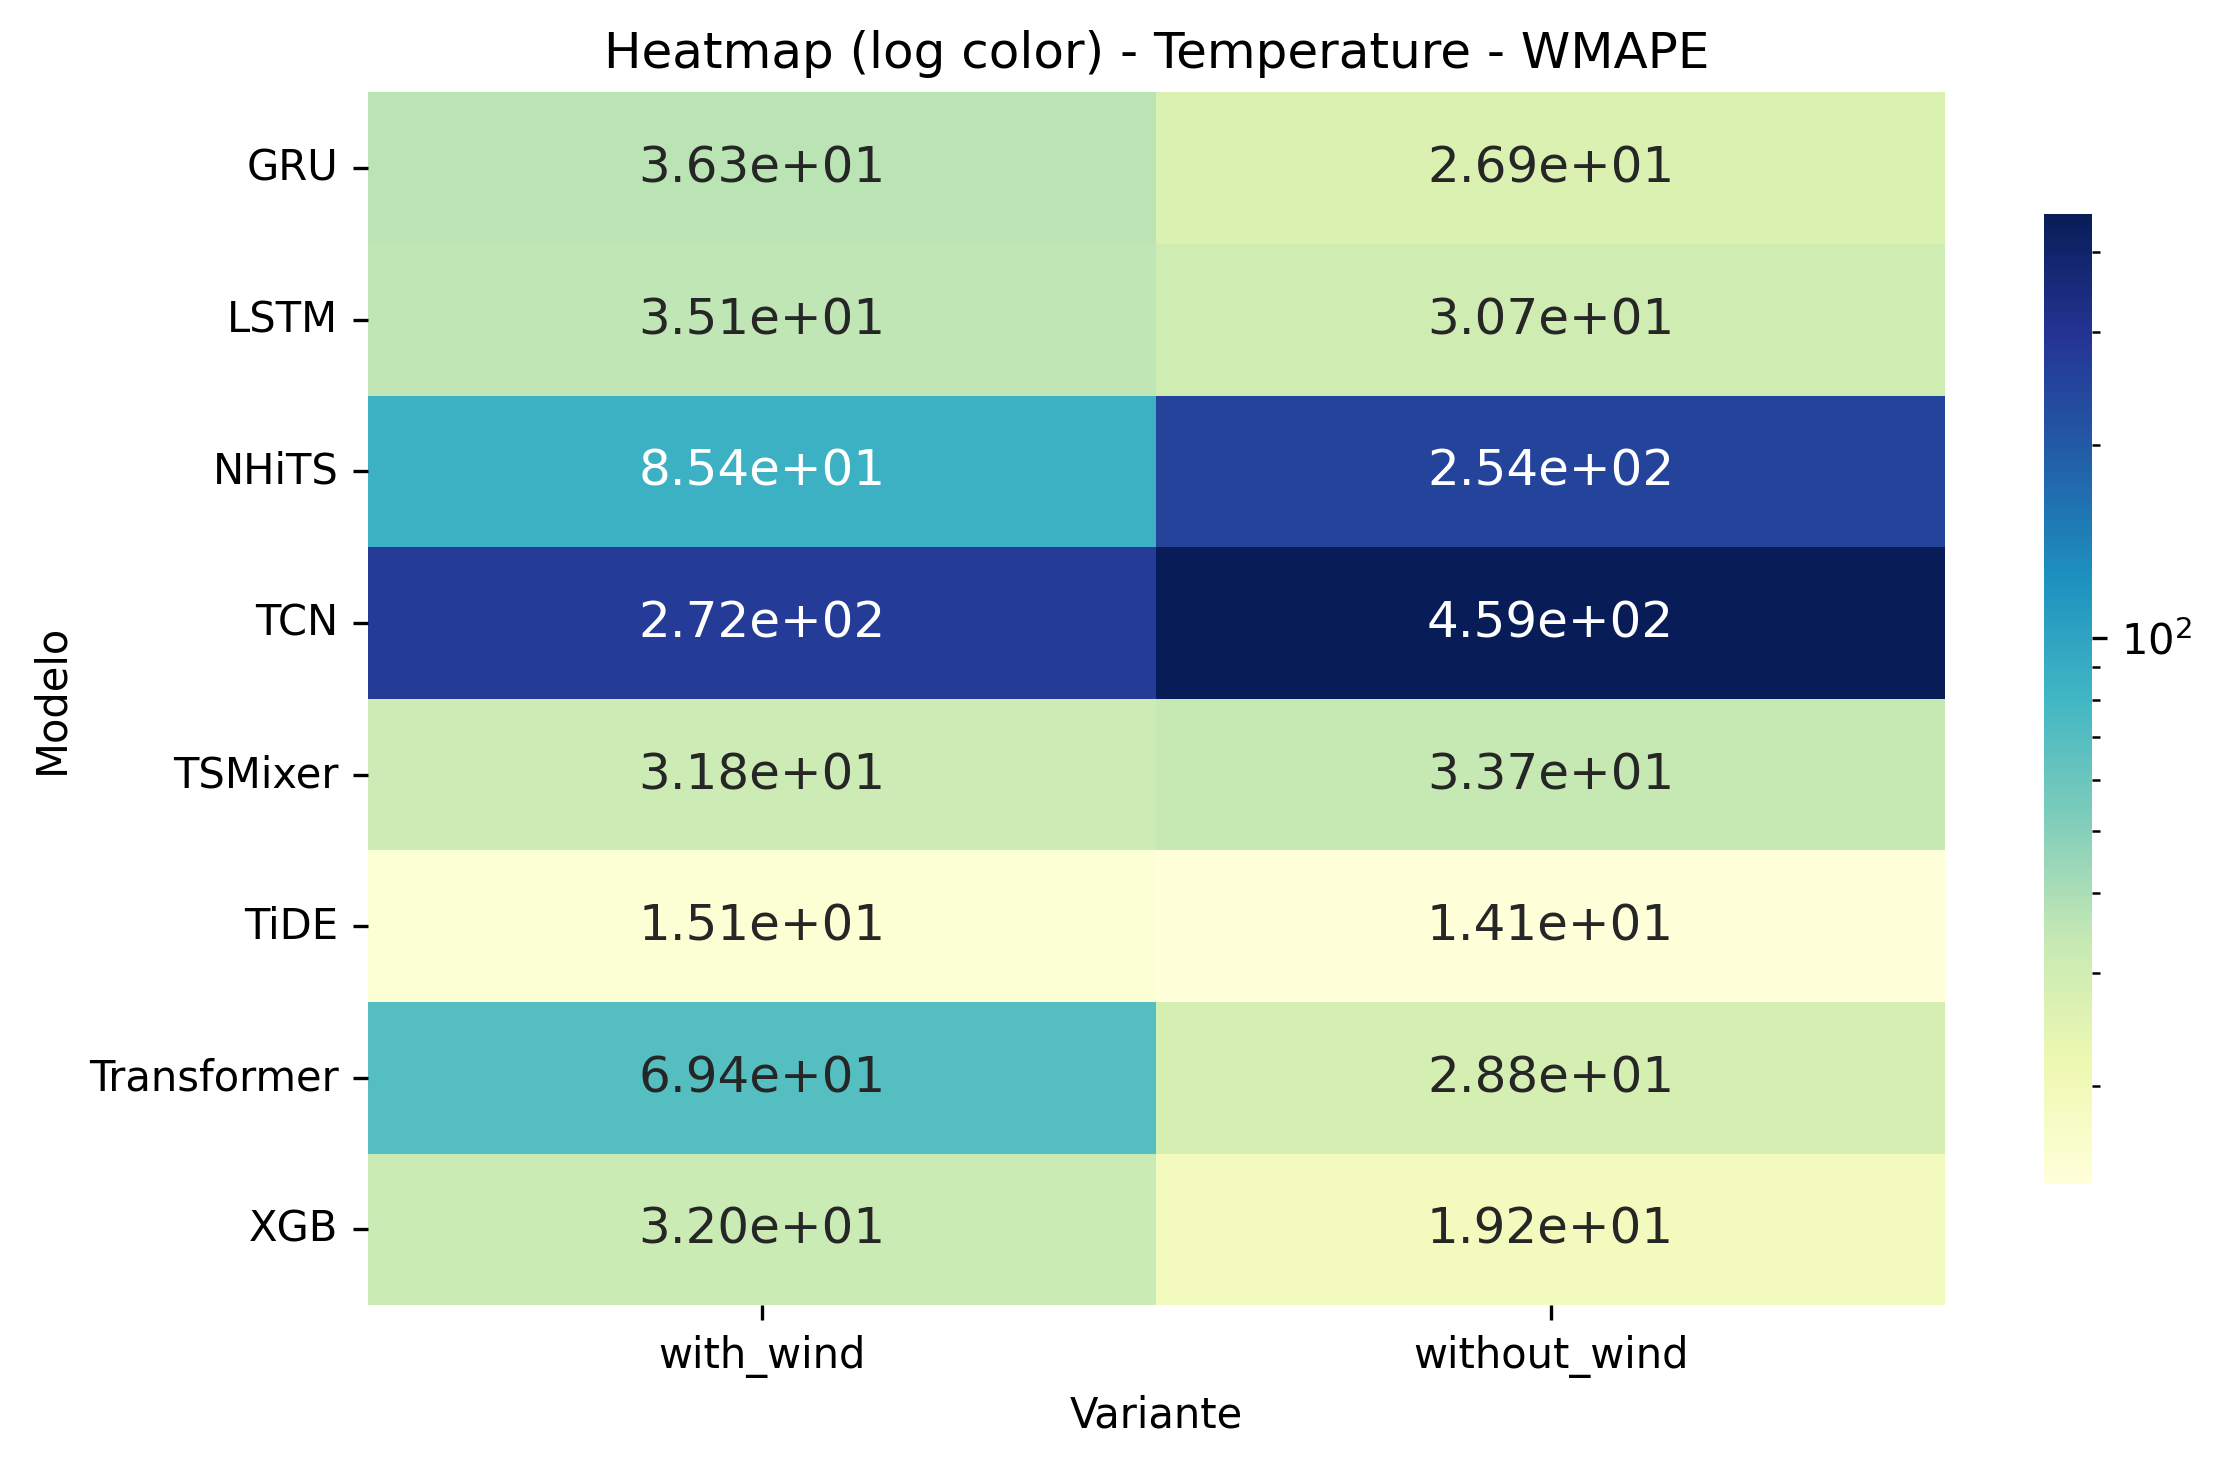 Heatmap (log color) - Temperature - WMAPE
GRU 3.63e+01 2.69e+01
LSTM 3.51e+01 3.07e+01
NHiTS 8.54e+01 2.54e+02
TCN 2.72e+02 4.59e+02
TSMixer 3.18e+01 3.37e+01
TiDE 1.51e+01 1.41e+01
Transformer 6.94e+01 2.88e+01
XGB 3.20e+01 1.92e+01
with_wind without_wind
Variante
Modelo
10²